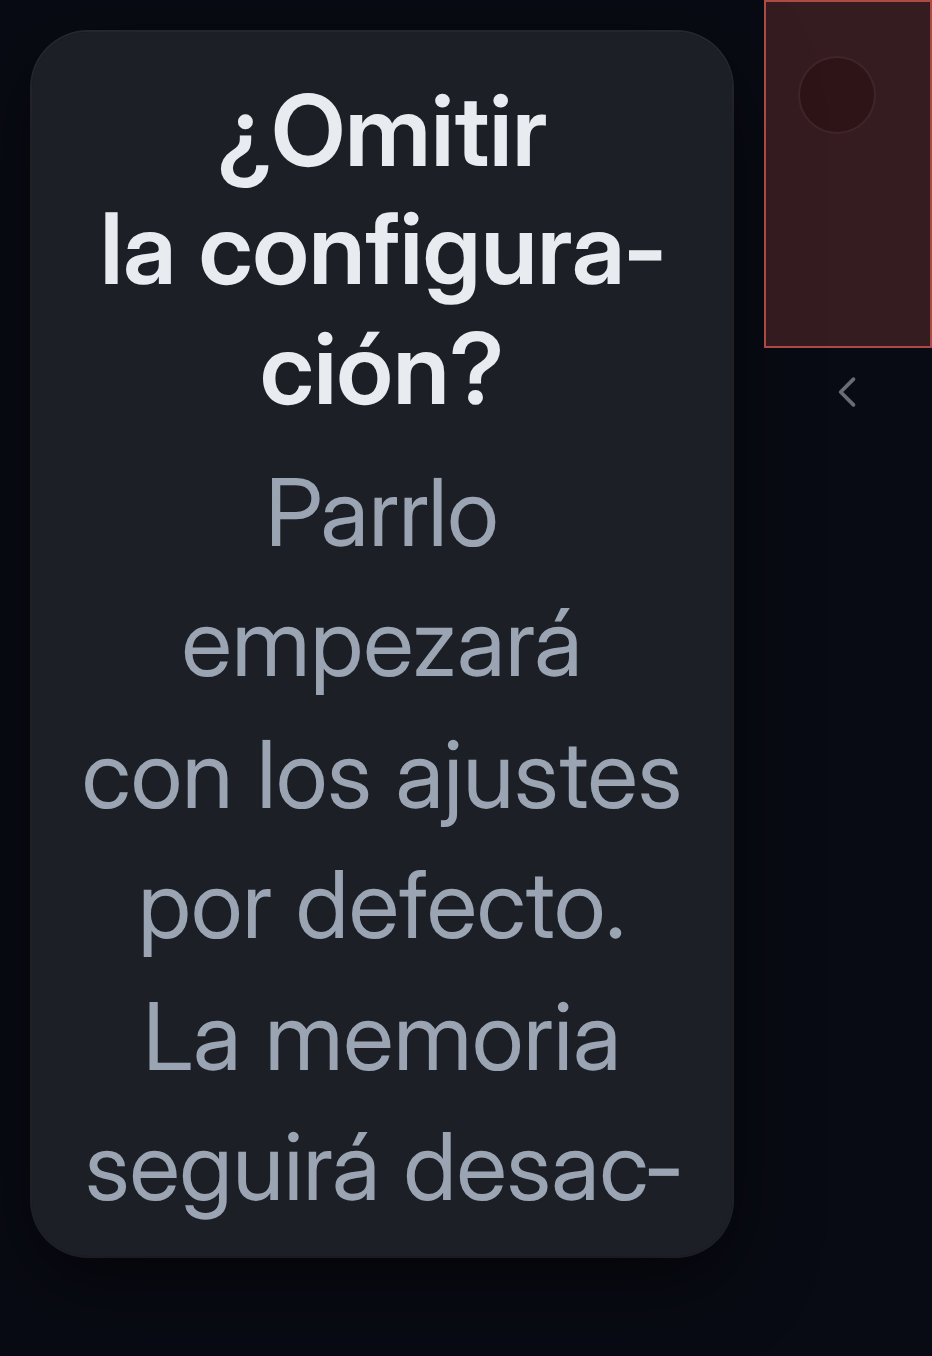 ¿Omitir
la configura-
ción?
Parrlo
empezará
con los ajustes
por defecto.
La memoria
seguirá desac-